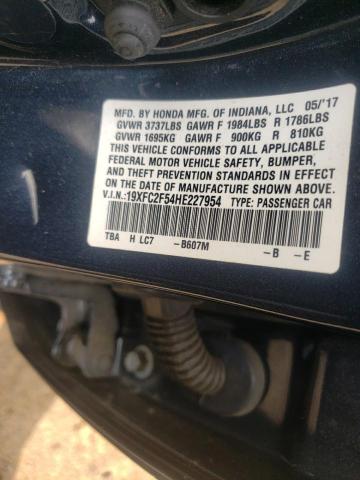 MFD. BY HONDA MFG. OF INDIANA, LLC 05/'17
GVWR 3737LBS GAWR F 1984LBS R 1786LBS
GVWR 1695KG GAWR F 900KG R 810KG
THIS VEHICLE CONFORMS TO ALL APPLICABLE
FEDERAL MOTOR VEHICLE SAFETY, BUMPER,
AND THEFT PREVENTION STANDARDS IN EFFECT
ON THE DATE OF MANUFACTURE SHOWN ABOVE.
V.I.N.:19XFC2F54HE227954 TYPE: PASSENGER CAR
TBA H LC7 -B607M -B -E